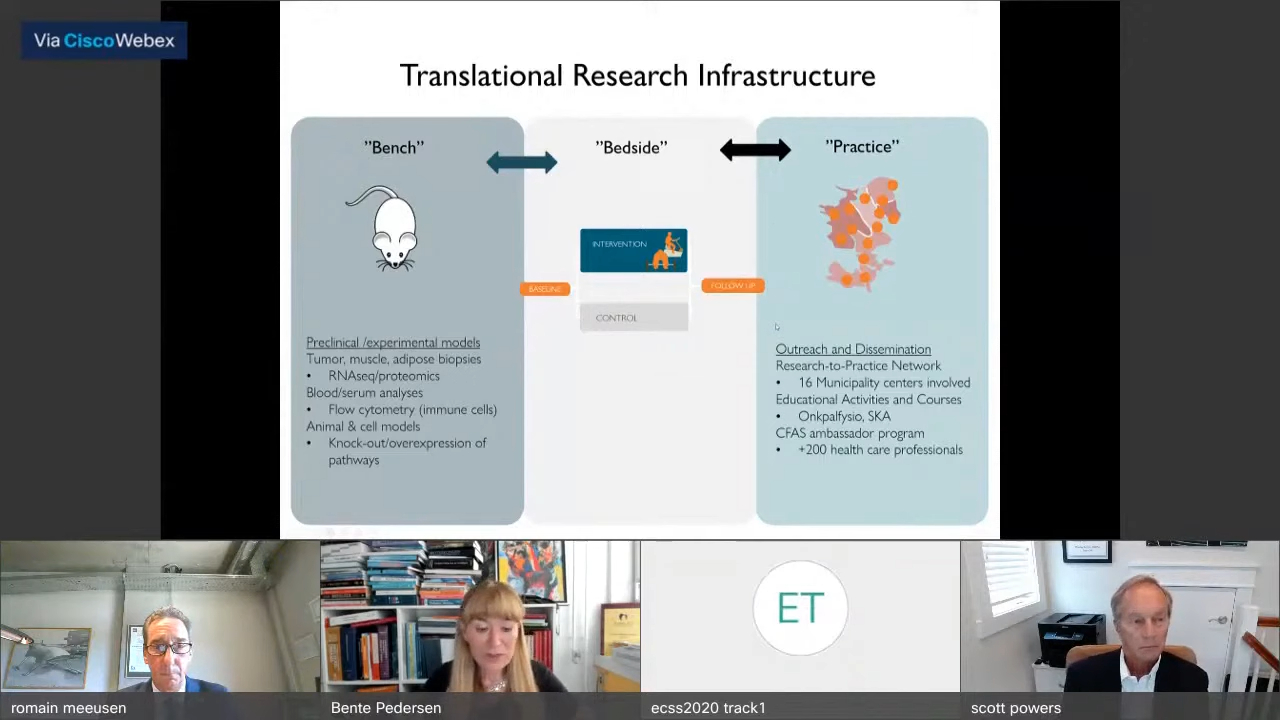 Via CiscoWebex
Translational Research Infrastructure
”Bench”
”Bedside”
”Practice”
INTERVENTION
BASELINE
FOLLOW UP
CONTROL
Preclinical /experimental models
Tumor, muscle, adipose biopsies
• RNAseq/proteomics
Blood/serum analyses
• Flow cytometry (immune cells)
Animal & cell models
• Knock-out/overexpression of
pathways
Outreach and Dissemination
Research-to-Practice Network
• 16 Municipality centers involved
Educational Activities and Courses
• Onkpalfysio, SKA
CFAS ambassador program
• +200 health care professionals
ET
romain meeusen
Bente Pedersen
ecss2020 track1
scott powers